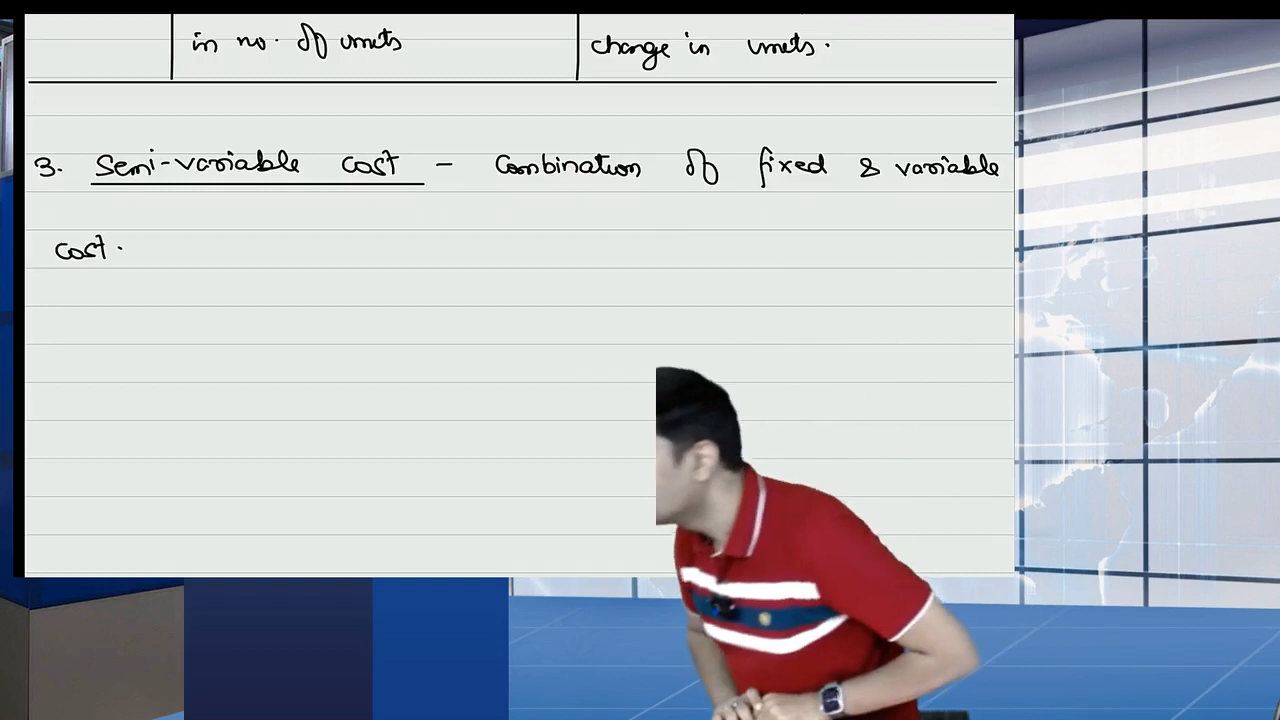 in no. of units
change in units.
3. Semi-variable cost - Combination of fixed & variable
cost.